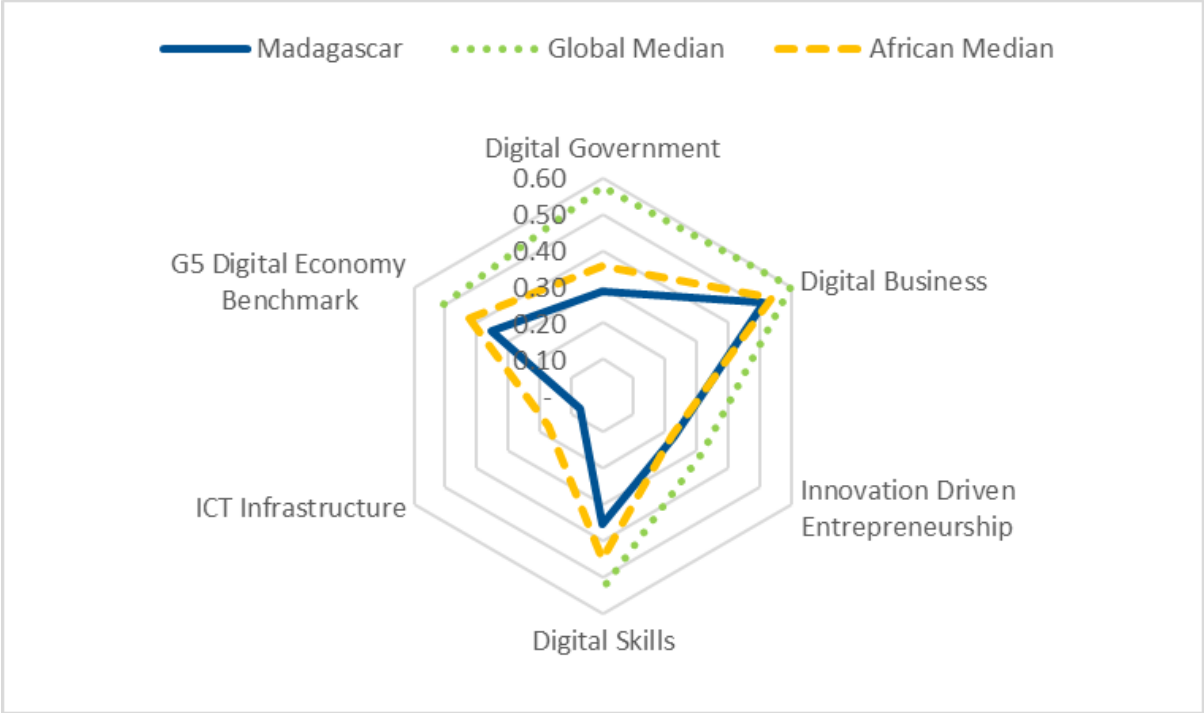 Madagascar Global Median African Median
Digital Government
0.60
0.50
0.40
0.30
0.20
0.10
-
G5 Digital Economy
Benchmark
Digital Business
ICT Infrastructure
Innovation Driven
Entrepreneurship
Digital Skills